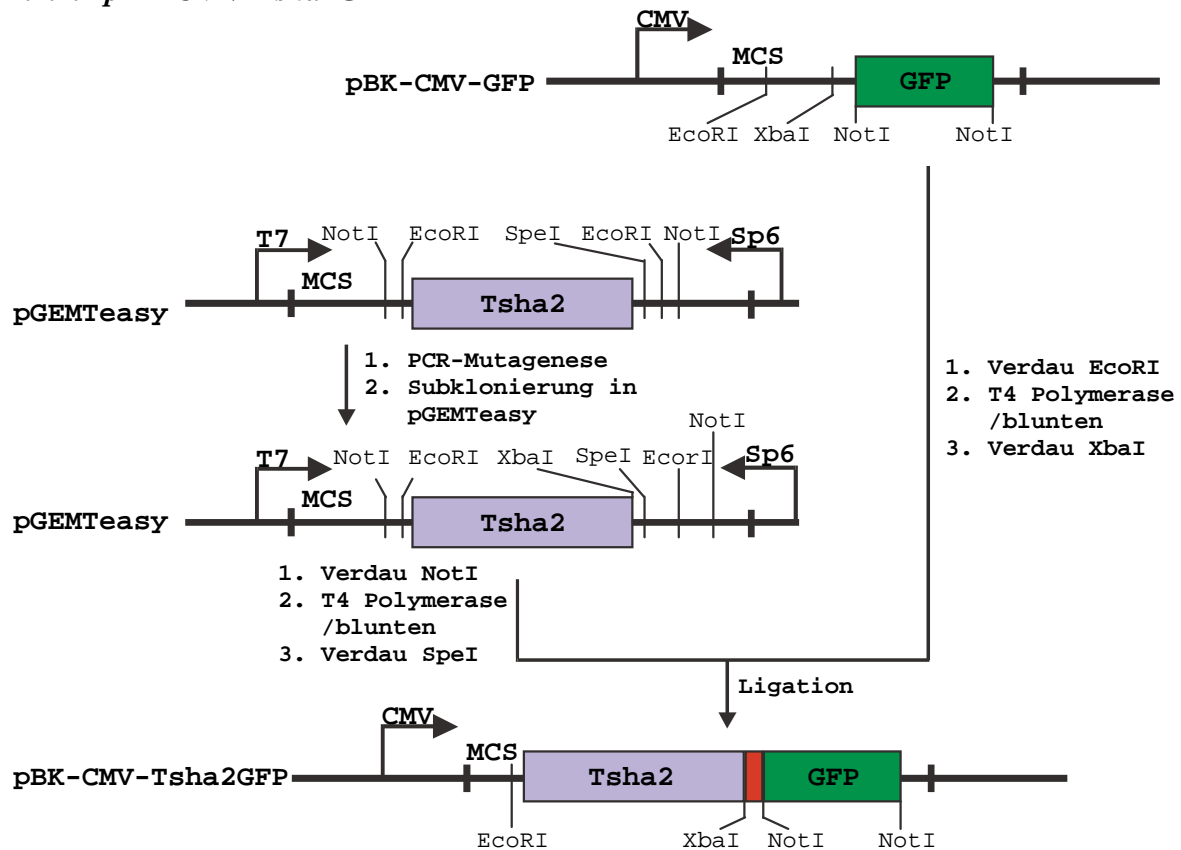 CMV
MCS
pBK-CMV-GFP
GFP
EcoRI XbaI NotI NotI
T7 NotI EcoRI SpeI EcoRI NotI Sp6
MCS
pGEMTeasy
Tsha2
1. PCR-Mutagenese
2. Subklonierung in
pGEMTeasy
1. Verdau EcoRI
2. T4 Polymerase
/blunten
3. Verdau XbaI
NotI
T7 NotI EcoRI XbaI SpeI EcorI Sp6
MCS
pGEMTeasy
Tsha2
1. Verdau NotI
2. T4 Polymerase
/blunten
3. Verdau SpeI
Ligation
CMV
MCS
pBK-CMV-Tsha2GFP
Tsha2 GFP
EcoRI XbaI NotI NotI